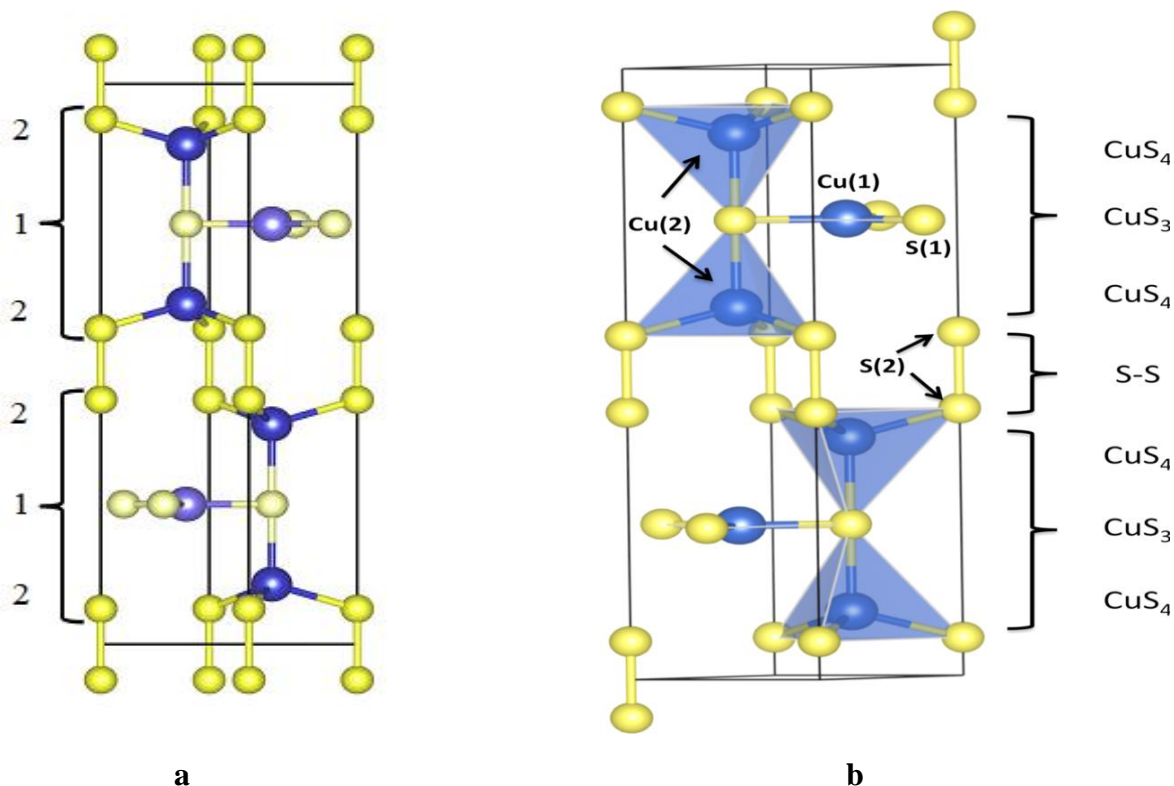 2
1
2
2
1
2
Cu(2)
Cu(1)
S(1)
S(2)
CuS₄
CuS₃
CuS₄
S-S
CuS₄
CuS₃
CuS₄
a
b